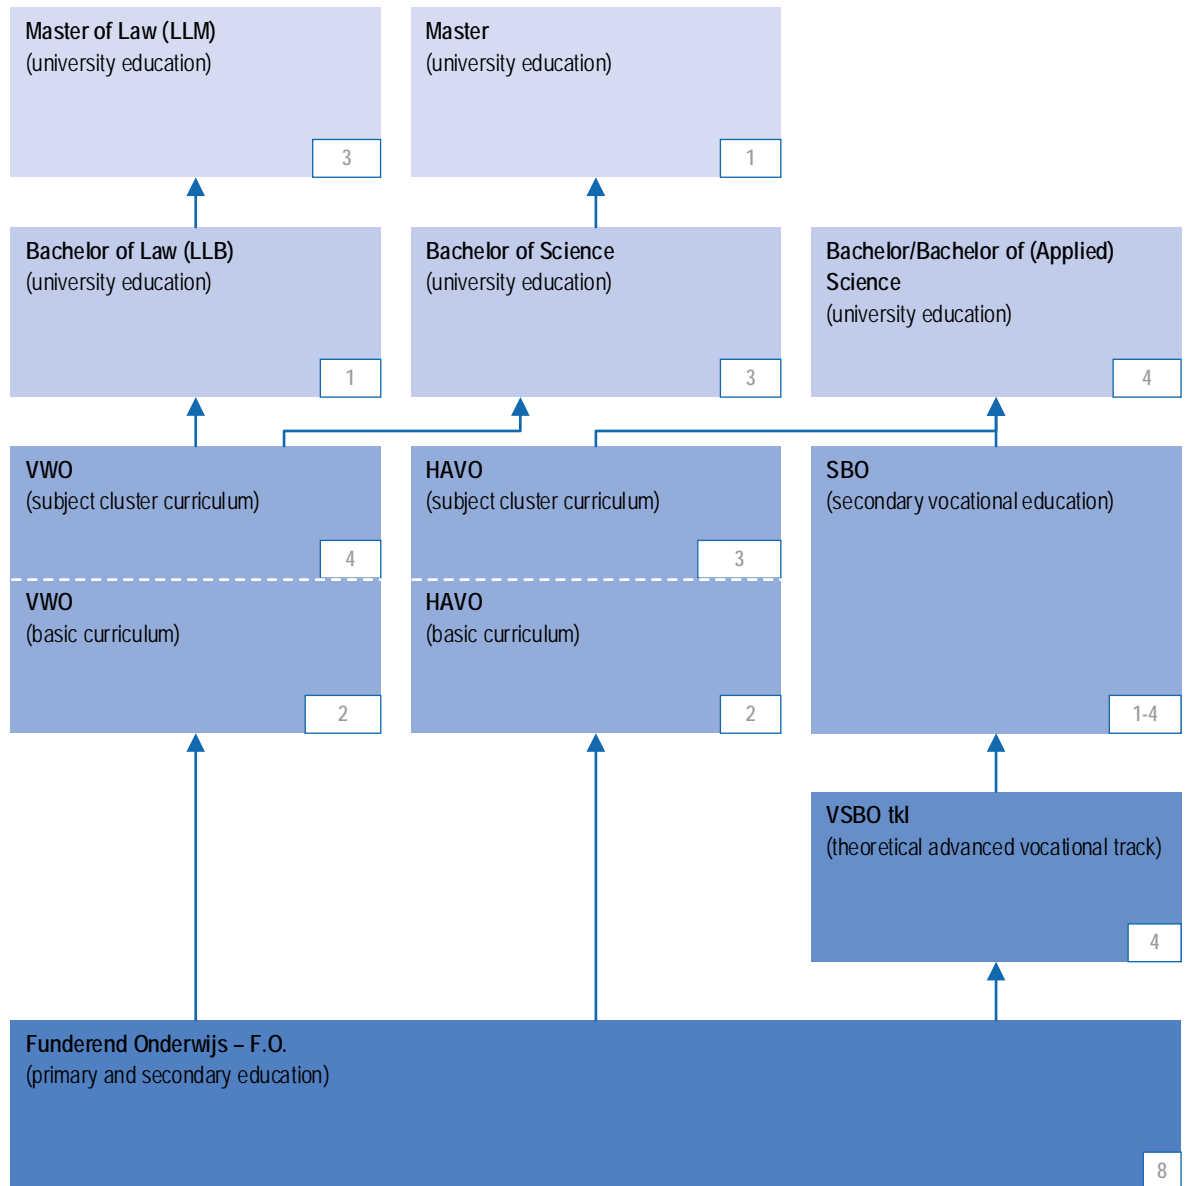 Master of Law (LLM)
(university education)
3
Master
(university education)
1
Bachelor of Law (LLB)
(university education)
1
Bachelor of Science
(university education)
3
Bachelor/Bachelor of (Applied)
Science
(university education)
4
VWO
(subject cluster curriculum)
4
VWO
(basic curriculum)
2
HAVO
(subject cluster curriculum)
3
HAVO
(basic curriculum)
2
SBO
(secondary vocational education)
1-4
VSBO tkl
(theoretical advanced vocational track)
4
Funderend Onderwijs – F.O.
(primary and secondary education)
8